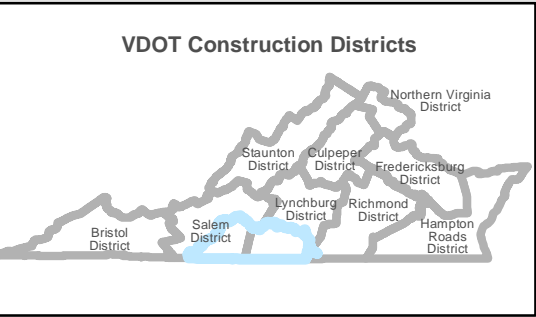 VDOT Construction Districts
Northern Virginia
District
Staunton
District
Culpeper
District
Fredericksburg
District
Lynchburg
District
Richmond
District
Salem
District
Hampton
Roads
District
Bristol
District